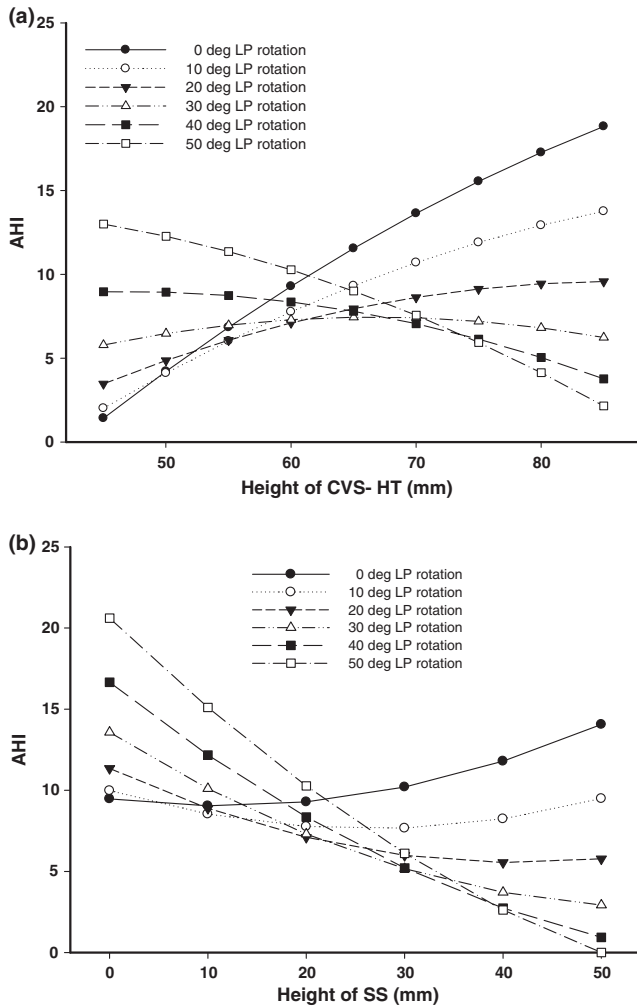 (a)
25
20
15
10
5
0
AHI
0 deg LP rotation
10 deg LP rotation
20 deg LP rotation
30 deg LP rotation
40 deg LP rotation
50 deg LP rotation
50 60 70 80
Height of CVS- HT (mm)
(b)
25
20
15
10
5
0
AHI
0 deg LP rotation
10 deg LP rotation
20 deg LP rotation
30 deg LP rotation
40 deg LP rotation
50 deg LP rotation
0 10 20 30 40 50
Height of SS (mm)